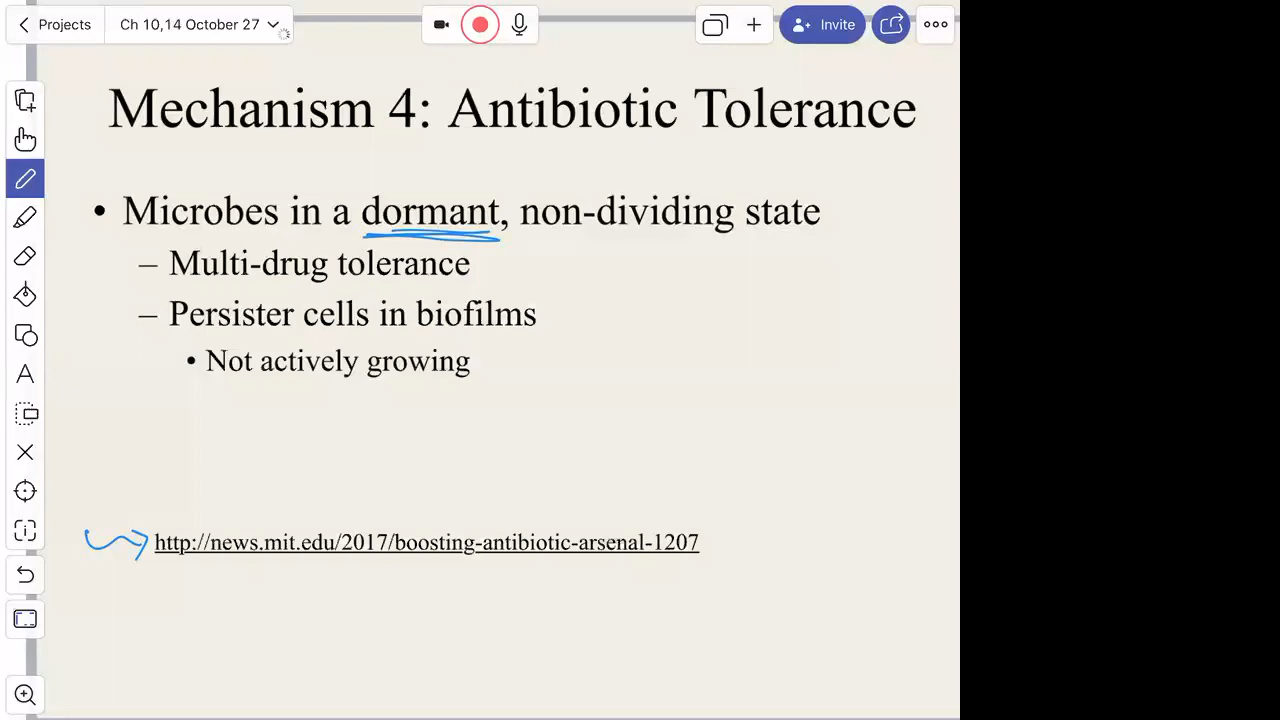 Projects
Ch 10,14 October 27
Invite
Mechanism 4: Antibiotic Tolerance
• Microbes in a dormant, non-dividing state
– Multi-drug tolerance
– Persister cells in biofilms
• Not actively growing
http://news.mit.edu/2017/boosting-antibiotic-arsenal-1207